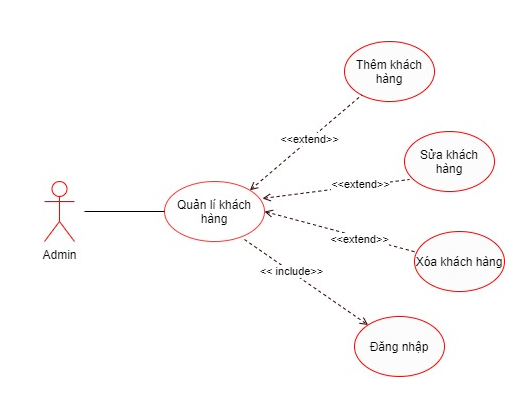 Thêm khách
hàng
<<extend>>
Sửa khách
hàng
<<extend>>
Quản lí khách
hàng
<<extend>>
Admin
Xóa khách hàng
<< include>>
Đăng nhập